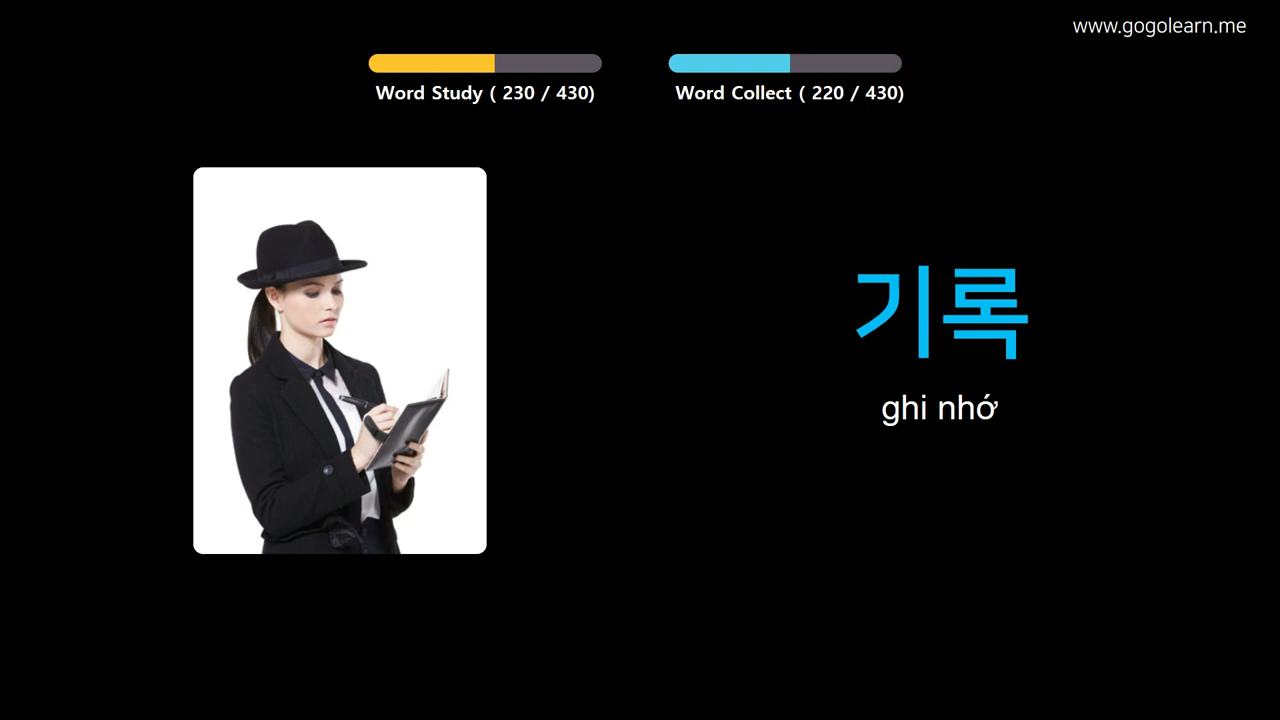 www.gogolearn.me
Word Study ( 230 / 430)
Word Collect ( 220 / 430)
기록
ghi nhớ